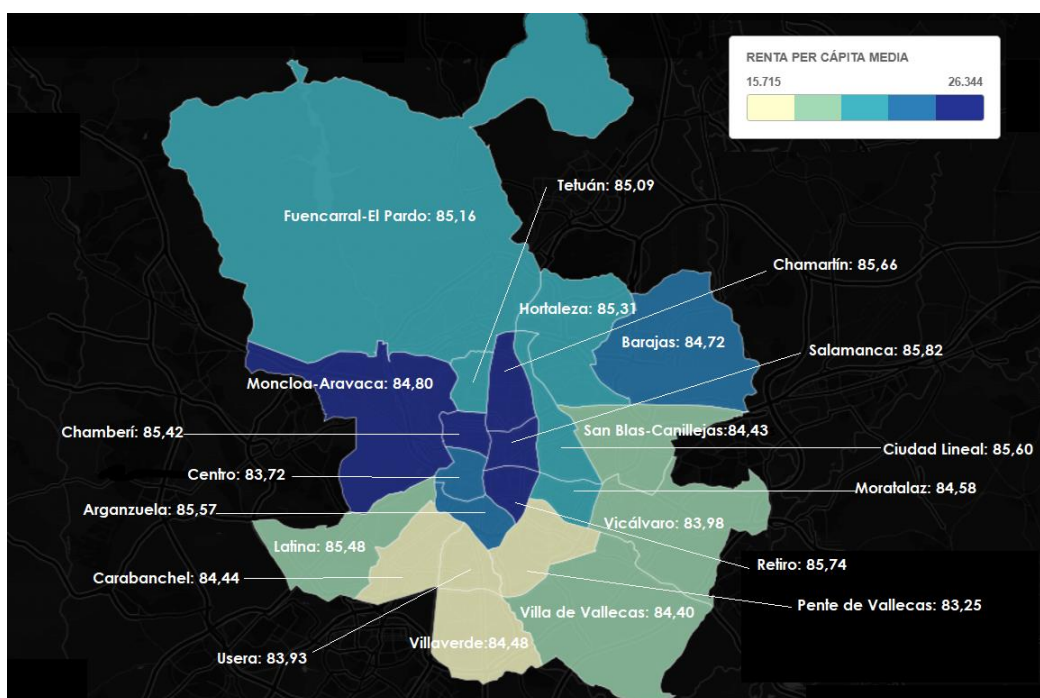 RENTA PER CÁPITA MEDIA
15.715 26.344
Tetuán: 85,09
Fuencarral-El Pardo: 85,16
Chamartín: 85,66
Hortaleza: 85,31
Barajas: 84,72
Salamanca: 85,82
Moncloa-Aravaca: 84,80
Chamberí: 85,42
San Blas-Canillejas:84,43
Ciudad Lineal: 85,60
Centro: 83,72
Moratalaz: 84,58
Arganzuela: 85,57
Vicálvaro: 83,98
Latina: 85,48
Retiro: 85,74
Carabanchel: 84,44
Pente de Vallecas: 83,25
Villa de Vallecas: 84,40
Villaverde:84,48
Usera: 83,93